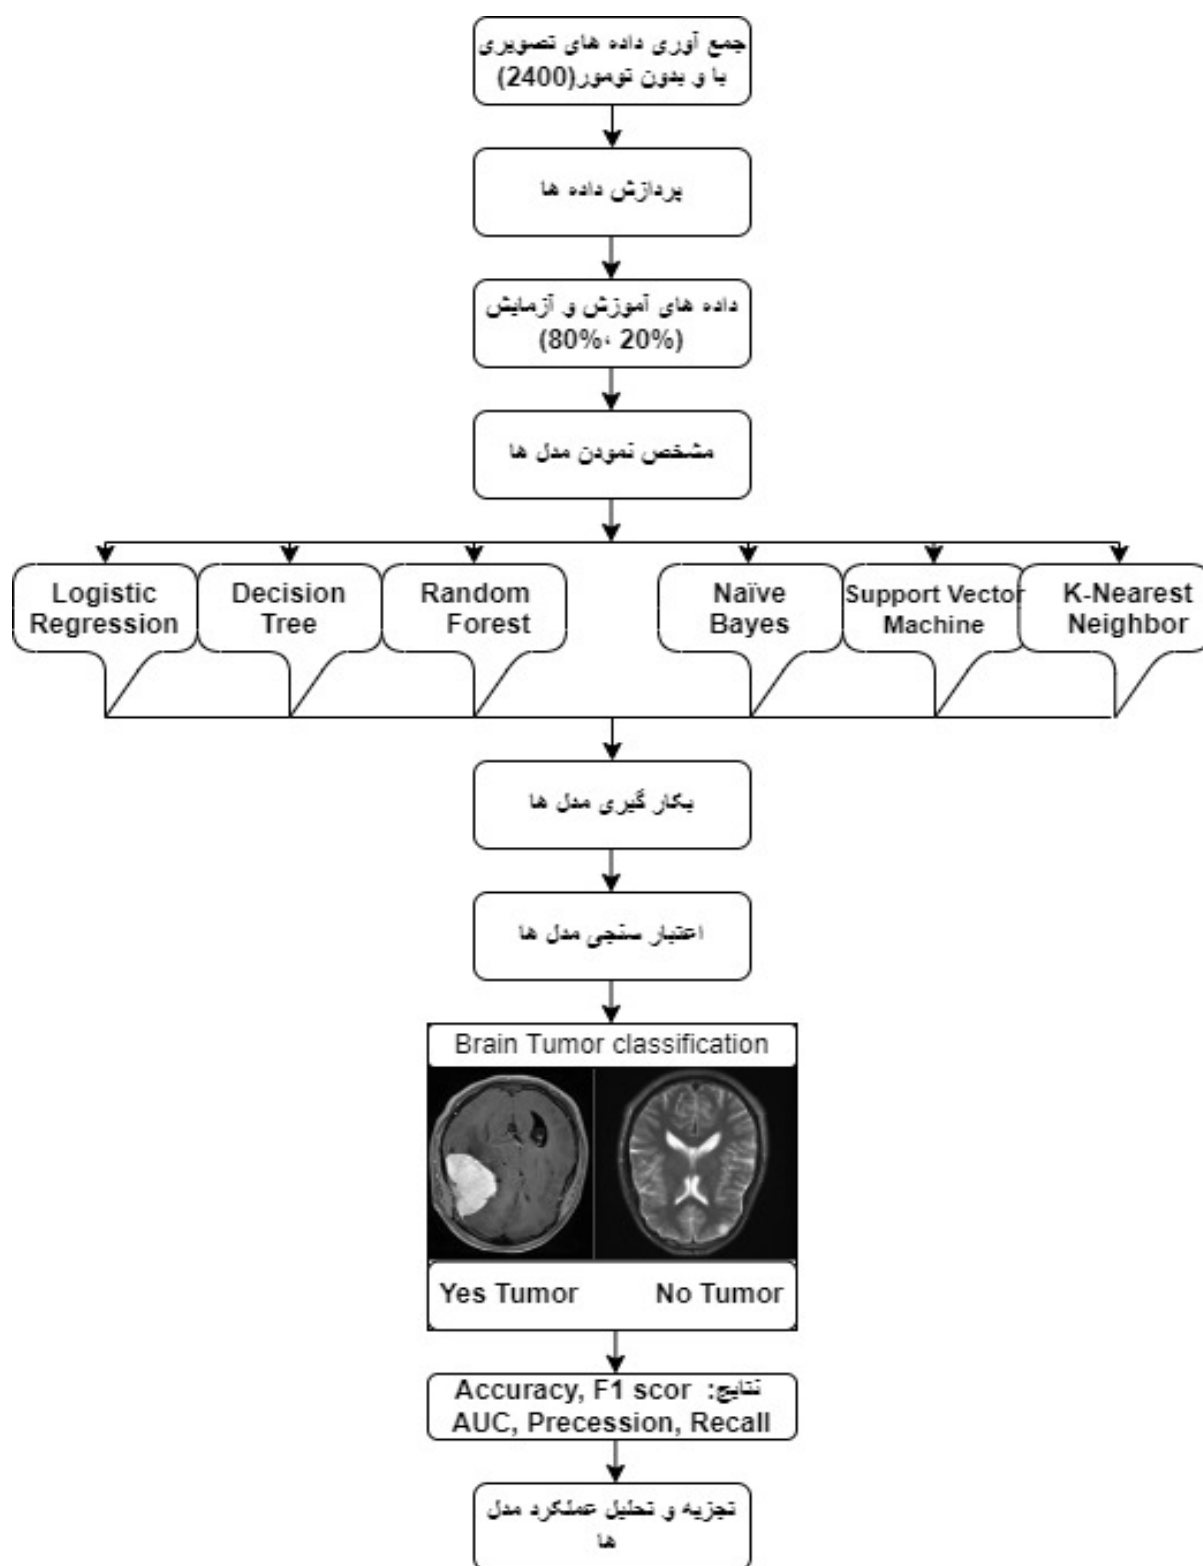 جمع آوری داده های تصویری
با و بدون تومور(2400)
پردازش داده ها
داده های آموزش و آزمایش
(80%، 20%)
مشخص نمودن مدل ها
Logistic
Regression
Decision
Tree
Random
Forest
Naïve
Bayes
Support Vector
Machine
K-Nearest
Neighbor
بکار گیری مدل ها
اعتبار سنجی مدل ها
Brain Tumor classification
Yes Tumor No Tumor
Accuracy, F1 scor نتایج:
AUC, Precession, Recall
تجزیه و تحلیل عملکرد مدل
ها